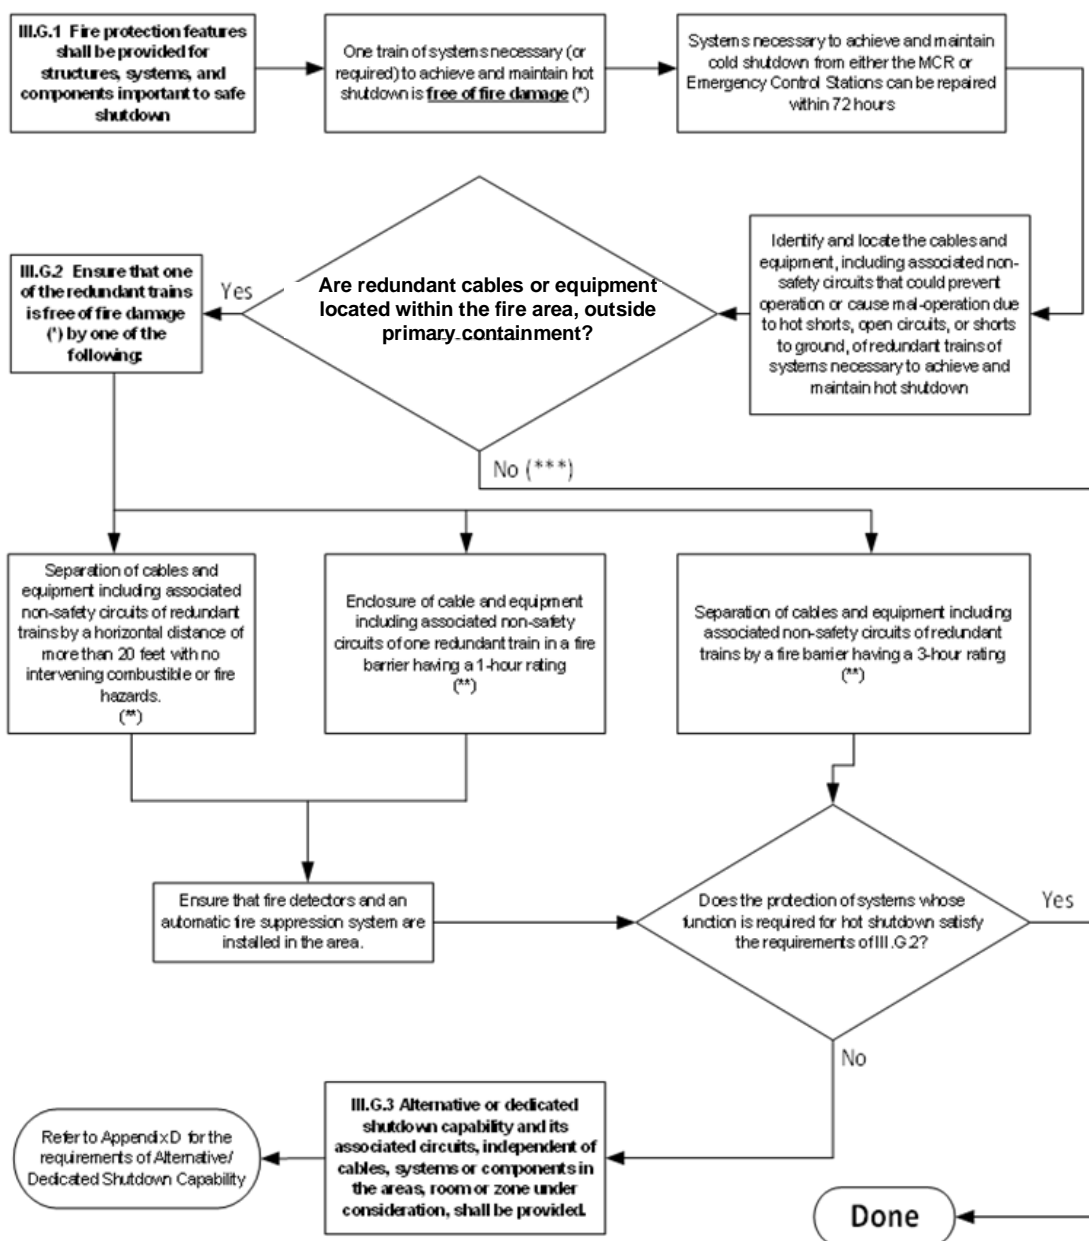 III.G.1 Fire protection features
shall be provided for
structures, systems, and
components important to safe
shutdown
One train of systems necessary (or
required) to achieve and maintain hot
shutdown is free of fire damage (*)
Systems necessary to achieve and maintain
cold shutdown from either the MCR or
Emergency Control Stations can be repaired
within 72 hours
Identify and locate the cables and
equipment, including associated non-
safety circuits that could prevent
operation or cause mal-operation due
to hot shorts, open circuits, or shorts
to ground, of redundant trains of
systems necessary to achieve and
maintain hot shutdown
Are redundant cables or equipment
located within the fire area, outside
primary containment?
Yes
III.G.2 Ensure that one
of the redundant trains
is free of fire damage
(*) by one of the
following:
No (***)
Separation of cables and
equipment including associated
non-safety circuits of redundant
trains by a horizontal distance of
more than 20 feet with no
intervening combustible or fire
hazards.
(**)
Enclosure of cable and equipment
including associated non-safety
circuits of one redundant train in a fire
barrier having a 1-hour rating
(**)
Separation of cables and equipment including
associated non-safety circuits of redundant
trains by a fire barrier having a 3-hour rating
(**)
Ensure that fire detectors and an
automatic fire suppression system are
installed in the area.
Does the protection of systems whose
function is required for hot shutdown satisfy
the requirements of III.G.2?
Yes
No
III.G.3 Alternative or dedicated
shutdown capability and its
associated circuits, independent of
cables, systems or components in
the areas, room or zone under
consideration, shall be provided.
Refer to Appendix D for the
requirements of Alternative/
Dedicated Shutdown Capability
Done